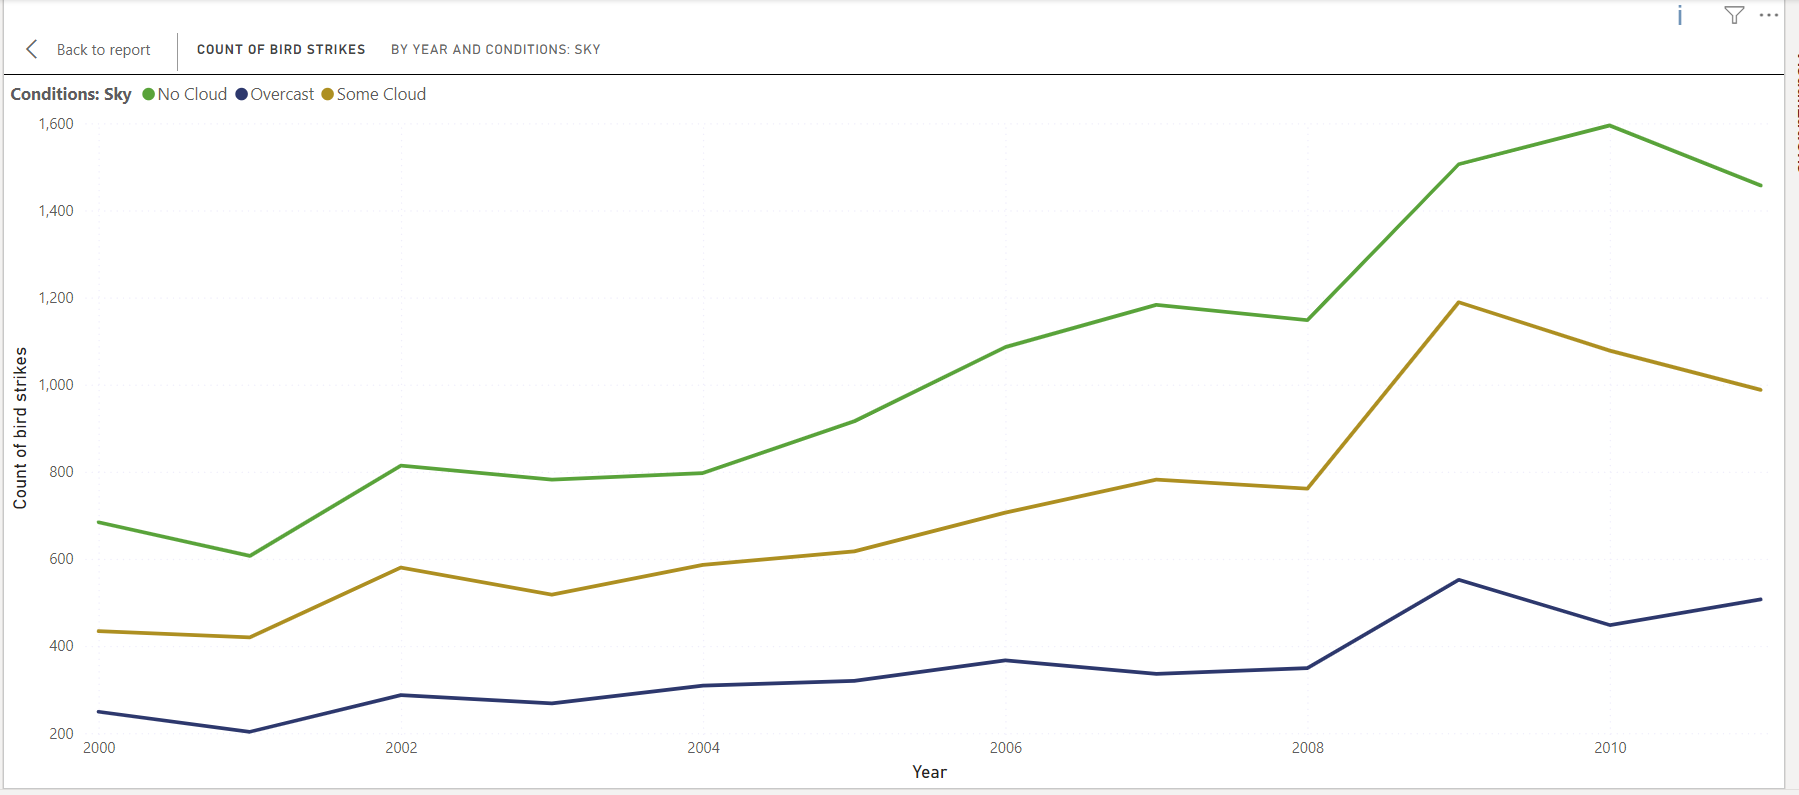 Back to report
COUNT OF BIRD STRIKES BY YEAR AND CONDITIONS: SKY
Conditions: Sky No Cloud Overcast Some Cloud
1,600
1,400
1,200
1,000
800
600
400
200
Count of bird strikes
2000 2002 2004 2006 2008 2010
Year